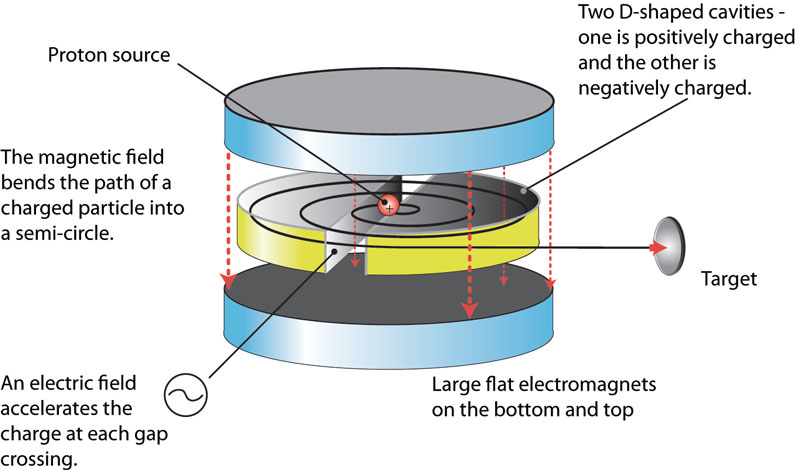 Two D-shaped cavities -
one is positively charged
and the other is
negatively charged.
Proton source
The magnetic field
bends the path of a
charged particle into
a semi-circle.
+
Target
An electric field
accelerates the
charge at each gap
crossing.
Large flat electromagnets
on the bottom and top